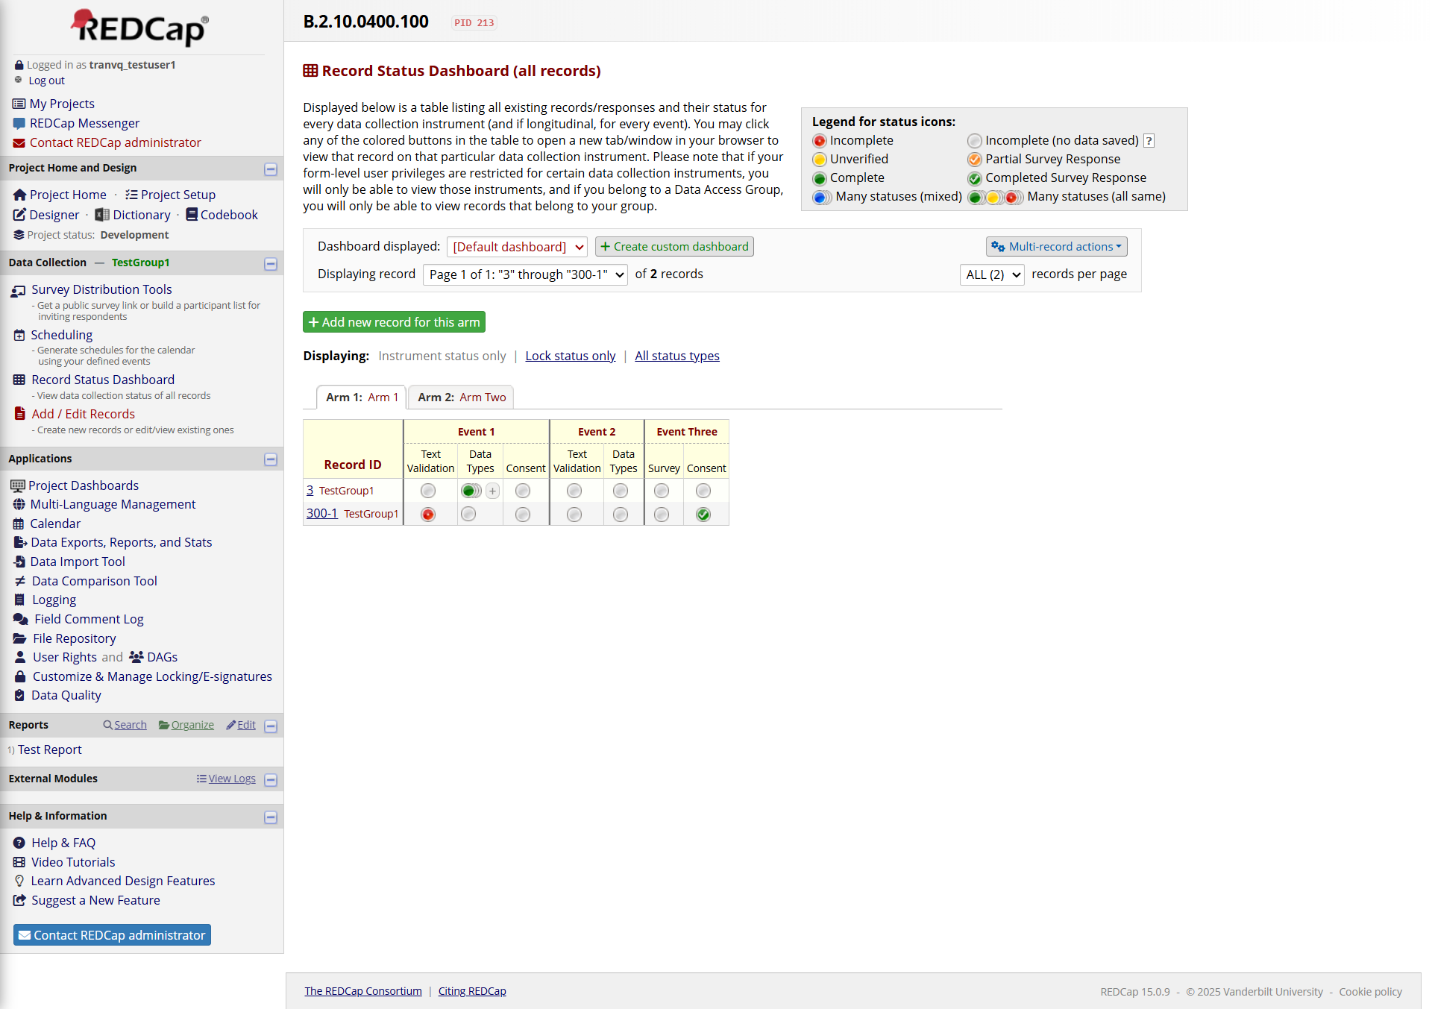 REDCap®
Logged in as tranvq_testuser1
Log out
My Projects
REDCap Messenger
Contact REDCap administrator
Project Home and Design
Project Home · Project Setup
Designer · Dictionary · Codebook
Project status: Development
Data Collection — TestGroup1
Survey Distribution Tools
- Get a public survey link or build a participant list for
inviting respondents
Scheduling
- Generate schedules for the calendar
using your defined events
Record Status Dashboard
- View data collection status of all records
Add / Edit Records
- Create new records or edit/view existing ones
Applications
Project Dashboards
Multi-Language Management
Calendar
Data Exports, Reports, and Stats
Data Import Tool
Data Comparison Tool
Logging
Field Comment Log
File Repository
User Rights and DAGs
Customize & Manage Locking/E-signatures
Data Quality
Reports Search Organize Edit
1) Test Report
External Modules View Logs
Help & Information
Help & FAQ
Video Tutorials
Learn Advanced Design Features
Suggest a New Feature
Contact REDCap administrator
B.2.10.0400.100 PID 213
Record Status Dashboard (all records)
Displayed below is a table listing all existing records/responses and their status for
every data collection instrument (and if longitudinal, for every event). You may click
any of the colored buttons in the table to open a new tab/window in your browser to
view that record on that particular data collection instrument. Please note that if your
form-level user privileges are restricted for certain data collection instruments, you
will only be able to view those instruments, and if you belong to a Data Access Group,
you will only be able to view records that belong to your group.
Legend for status icons:
Incomplete Incomplete (no data saved) ?
Unverified Partial Survey Response
Complete Completed Survey Response
Many statuses (mixed) Many statuses (all same)
Dashboard displayed: [Default dashboard] + Create custom dashboard Multi-record actions
Displaying record Page 1 of 1: "3" through "300-1" of 2 records ALL (2) records per page
+ Add new record for this arm
Displaying: Instrument status only | Lock status only | All status types
Arm 1: Arm 1 Arm 2: Arm Two
Event 1 Event 2 Event Three
Record ID Text Validation Data Types Consent Text Validation Data Types Survey Consent
3 TestGroup1 +
300-1 TestGroup1
The REDCap Consortium | Citing REDCap
REDCap 15.0.9 - © 2025 Vanderbilt University - Cookie policy